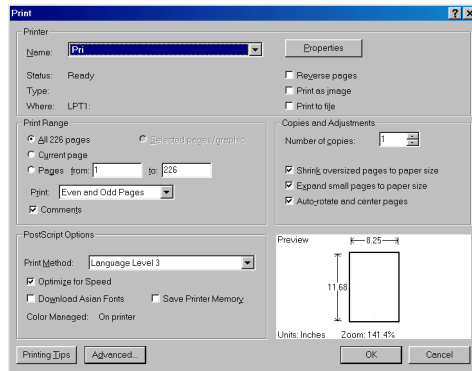 Print
Printer
Name: Pri Properties
Status: Ready Reverse pages
Type: Print as image
Where: LPT1: Print to file
Print Range
All 226 pages Selected pages/graphic
Current page
Pages from: 1 to: 226
Print: Even and Odd Pages
Comments
Copies and Adjustments
Number of copies: 1
Shrink oversized pages to paper size
Expand small pages to paper size
Auto-rotate and center pages
PostScript Options
Print Method: Language Level 3
Optimize for Speed
Download Asian Fonts Save Printer Memory
Color Managed: On printer
Preview
8.25
11.68
Units: Inches Zoom: 141.4%
Printing Tips Advanced... OK Cancel